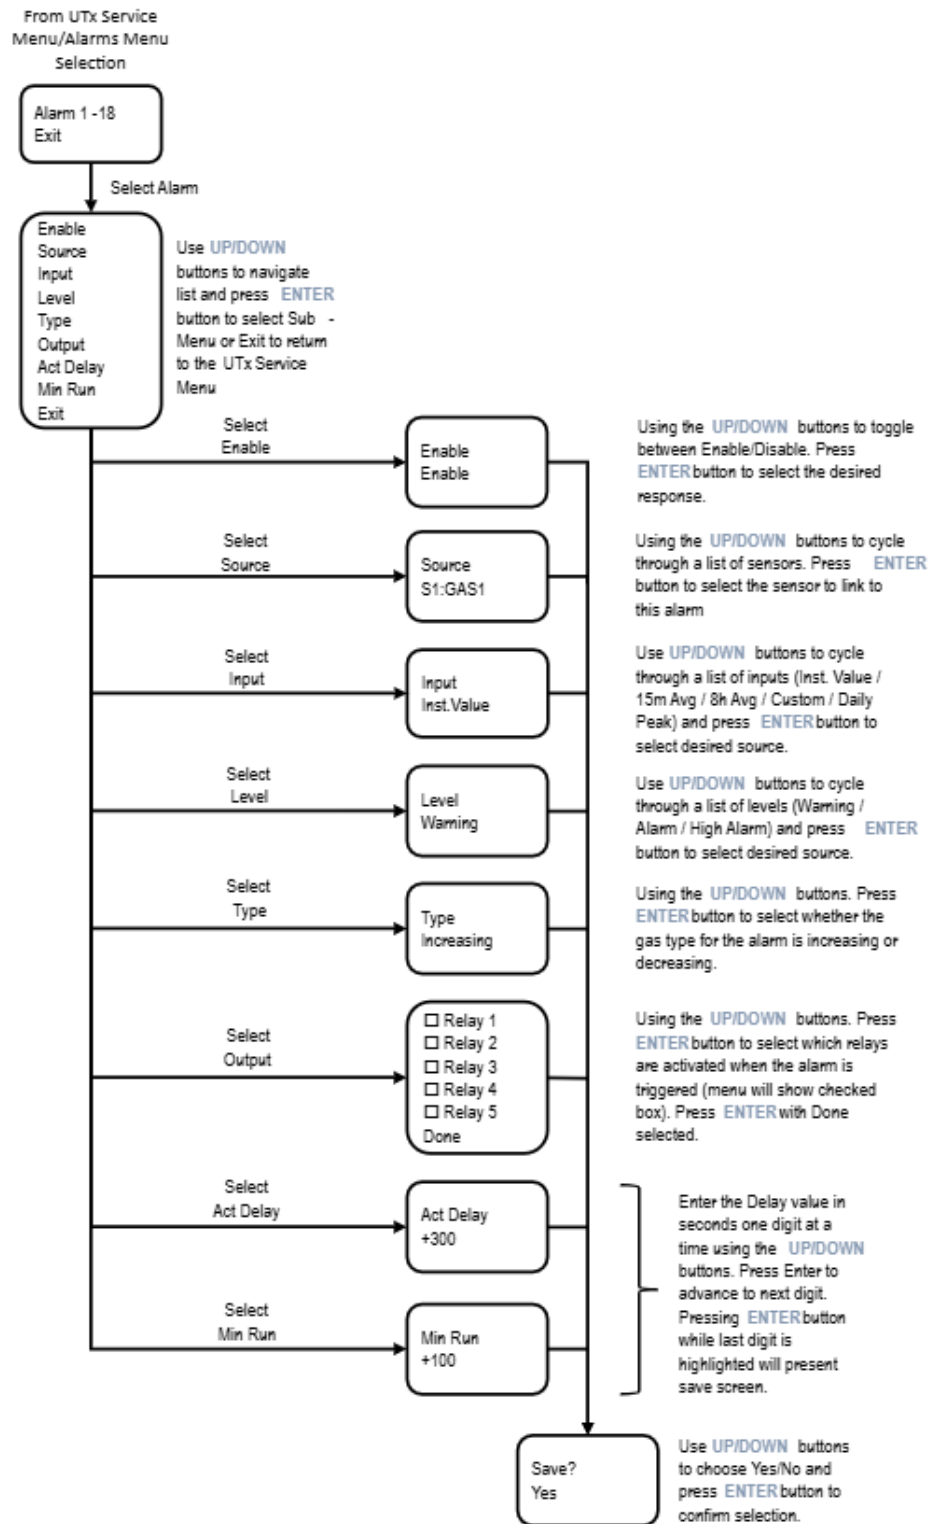 From UTx Service
Menu/Alarms Menu
Selection
Alarm 1 -18
Exit
Select Alarm
Enable
Source
Input
Level
Type
Output
Act Delay
Min Run
Exit
Use UP/DOWN
buttons to navigate
list and press ENTER
button to select Sub -
Menu or Exit to return
to the UTx Service
Menu
Select
Enable
Enable
Enable
Using the UP/DOWN buttons to toggle
between Enable/Disable. Press
ENTER button to select the desired
response.
Select
Source
Source
S1:GAS1
Using the UP/DOWN buttons to cycle
through a list of sensors. Press ENTER
button to select the sensor to link to
this alarm
Select
Input
Input
Inst.Value
Use UP/DOWN buttons to cycle
through a list of inputs (Inst. Value /
15m Avg / 8h Avg / Custom / Daily
Peak) and press ENTER button to
select desired source.
Select
Level
Level
Warning
Use UP/DOWN buttons to cycle
through a list of levels (Warning /
Alarm / High Alarm) and press ENTER
button to select desired source.
Select
Type
Type
Increasing
Using the UP/DOWN buttons. Press
ENTER button to select whether the
gas type for the alarm is increasing or
decreasing.
Select
Output
☐ Relay 1
☐ Relay 2
☐ Relay 3
☐ Relay 4
☐ Relay 5
Done
Using the UP/DOWN buttons. Press
ENTER button to select which relays
are activated when the alarm is
triggered (menu will show checked
box). Press ENTER with Done
selected.
Select
Act Delay
Act Delay
+300
Select
Min Run
Min Run
+100
Enter the Delay value in
seconds one digit at a
time using the UP/DOWN
buttons. Press Enter to
advance to next digit.
Pressing ENTER button
while last digit is
highlighted will present
save screen.
Save?
Yes
Use UP/DOWN buttons
to choose Yes/No and
press ENTER button to
confirm selection.